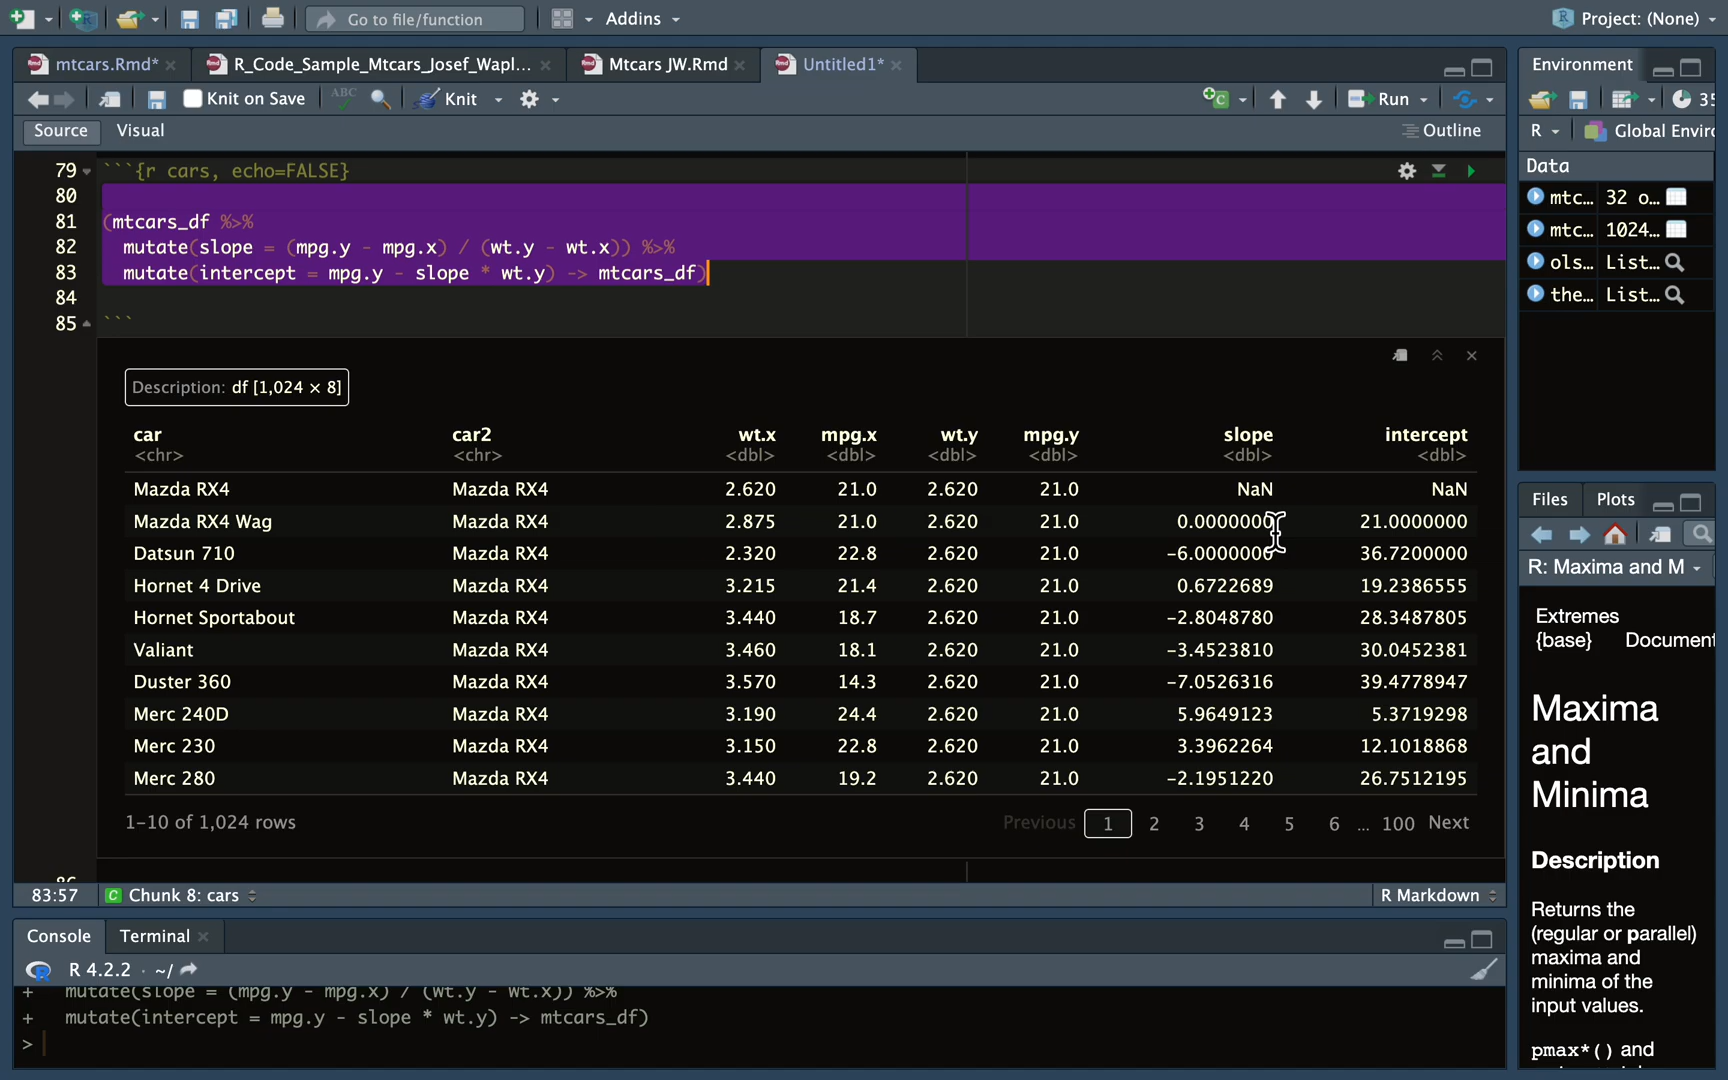 Go to file/function
Addins
Project: (None)
mtcars.Rmd*
R_Code_Sample_Mtcars_Josef_Wapl...
Mtcars JW.Rmd
Untitled1*
Knit on Save
ABC
Knit
Run
Source
Visual
Outline
79 ```{r cars, echo=FALSE}
80
81 (mtcars_df %>%
82 mutate(slope = (mpg.y - mpg.x) / (wt.y - wt.x)) %>%
83 mutate(intercept = mpg.y - slope * wt.y) -> mtcars_df)
84
85 ```
Description: df [1,024 × 8]
car car2 wt.x mpg.x wt.y mpg.y slope intercept
<chr> <chr> <dbl> <dbl> <dbl> <dbl> <dbl> <dbl>
Mazda RX4 Mazda RX4 2.620 21.0 2.620 21.0 NaN NaN
Mazda RX4 Wag Mazda RX4 2.875 21.0 2.620 21.0 0.0000000 21.0000000
Datsun 710 Mazda RX4 2.320 22.8 2.620 21.0 -6.0000000 36.7200000
Hornet 4 Drive Mazda RX4 3.215 21.4 2.620 21.0 0.6722689 19.2386555
Hornet Sportabout Mazda RX4 3.440 18.7 2.620 21.0 -2.8048780 28.3487805
Valiant Mazda RX4 3.460 18.1 2.620 21.0 -3.4523810 30.0452381
Duster 360 Mazda RX4 3.570 14.3 2.620 21.0 -7.0526316 39.4778947
Merc 240D Mazda RX4 3.190 24.4 2.620 21.0 5.9649123 5.3719298
Merc 230 Mazda RX4 3.150 22.8 2.620 21.0 3.3962264 12.1018868
Merc 280 Mazda RX4 3.440 19.2 2.620 21.0 -2.1951220 26.7512195
1-10 of 1,024 rows
Previous 1 2 3 4 5 6 ... 100 Next
83:57
C Chunk 8: cars
R Markdown
Console
Terminal
R 4.2.2 · ~/
+ mutate(slope = (mpg.y - mpg.x) / (wt.y - wt.x)) %>%
+ mutate(intercept = mpg.y - slope * wt.y) -> mtcars_df)
>
Environment
35
R
Global Enviro
Data
mtc... 32 o...
mtc... 1024...
ols... List...
the... List...
Files
Plots
R: Maxima and M
Extremes
{base} Document
Maxima
and
Minima
Description
Returns the
(regular or parallel)
maxima and
minima of the
input values.
pmax*() and